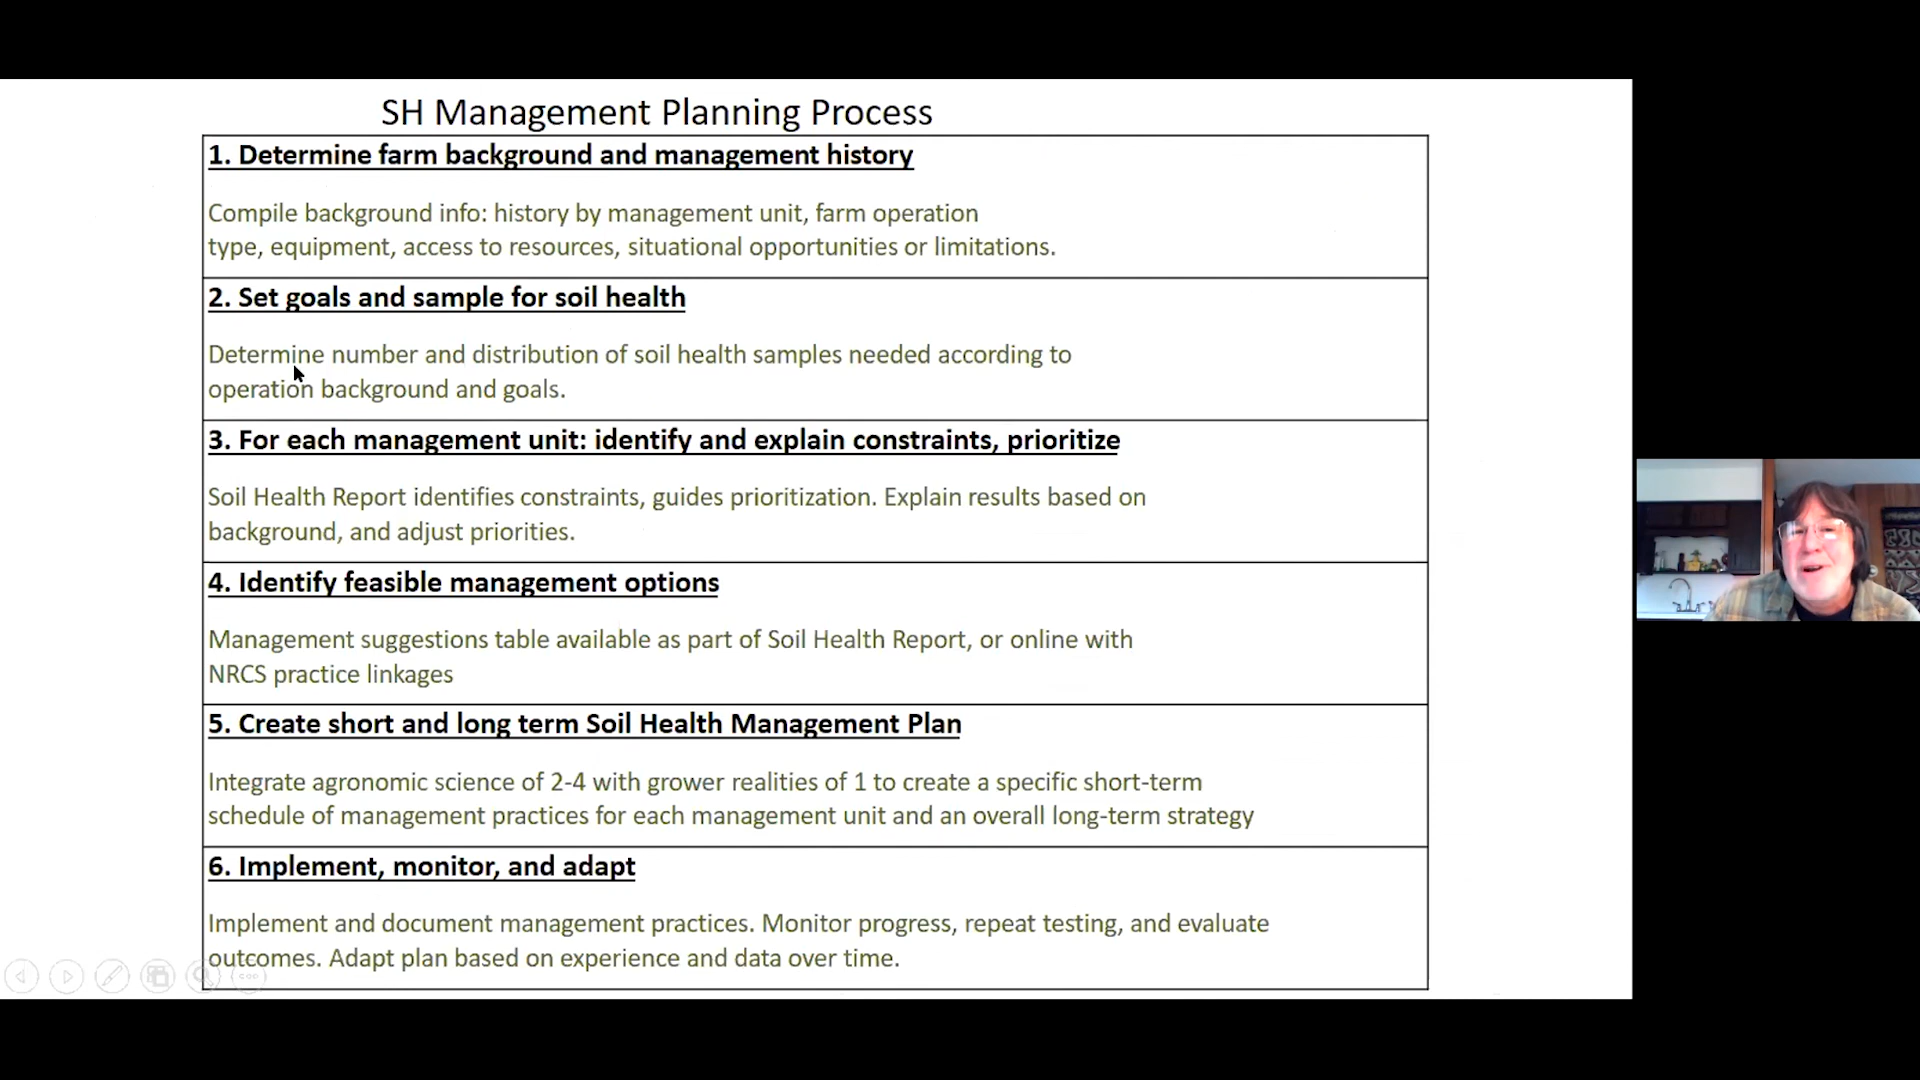 SH Management Planning Process
1. Determine farm background and management history
Compile background info: history by management unit, farm operation
type, equipment, access to resources, situational opportunities or limitations.
2. Set goals and sample for soil health
Determine number and distribution of soil health samples needed according to
operation background and goals.
3. For each management unit: identify and explain constraints, prioritize
Soil Health Report identifies constraints, guides prioritization. Explain results based on
background, and adjust priorities.
4. Identify feasible management options
Management suggestions table available as part of Soil Health Report, or online with
NRCS practice linkages
5. Create short and long term Soil Health Management Plan
Integrate agronomic science of 2-4 with grower realities of 1 to create a specific short-term
schedule of management practices for each management unit and an overall long-term strategy
6. Implement, monitor, and adapt
Implement and document management practices. Monitor progress, repeat testing, and evaluate
outcomes. Adapt plan based on experience and data over time.